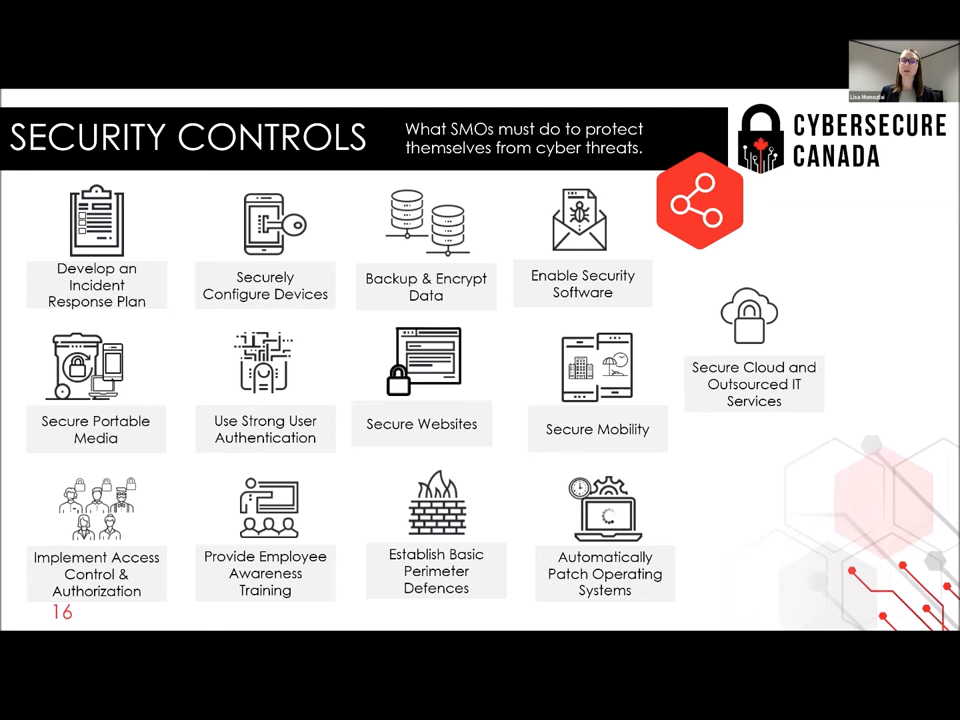 Lisa
SECURITY CONTROLS
What SMOs must do to protect
themselves from cyber threats.
CYBERSECURE
CANADA
Develop an
Incident
Response Plan
Securely
Configure Devices
Backup & Encrypt
Data
Enable Security
Software
Secure Cloud and
Outsourced IT
Services
Secure Portable
Media
Use Strong User
Authentication
Secure Websites
Secure Mobility
Implement Access
Control &
Authorization
Provide Employee
Awareness
Training
Establish Basic
Perimeter
Defences
Automatically
Patch Operating
Systems
16